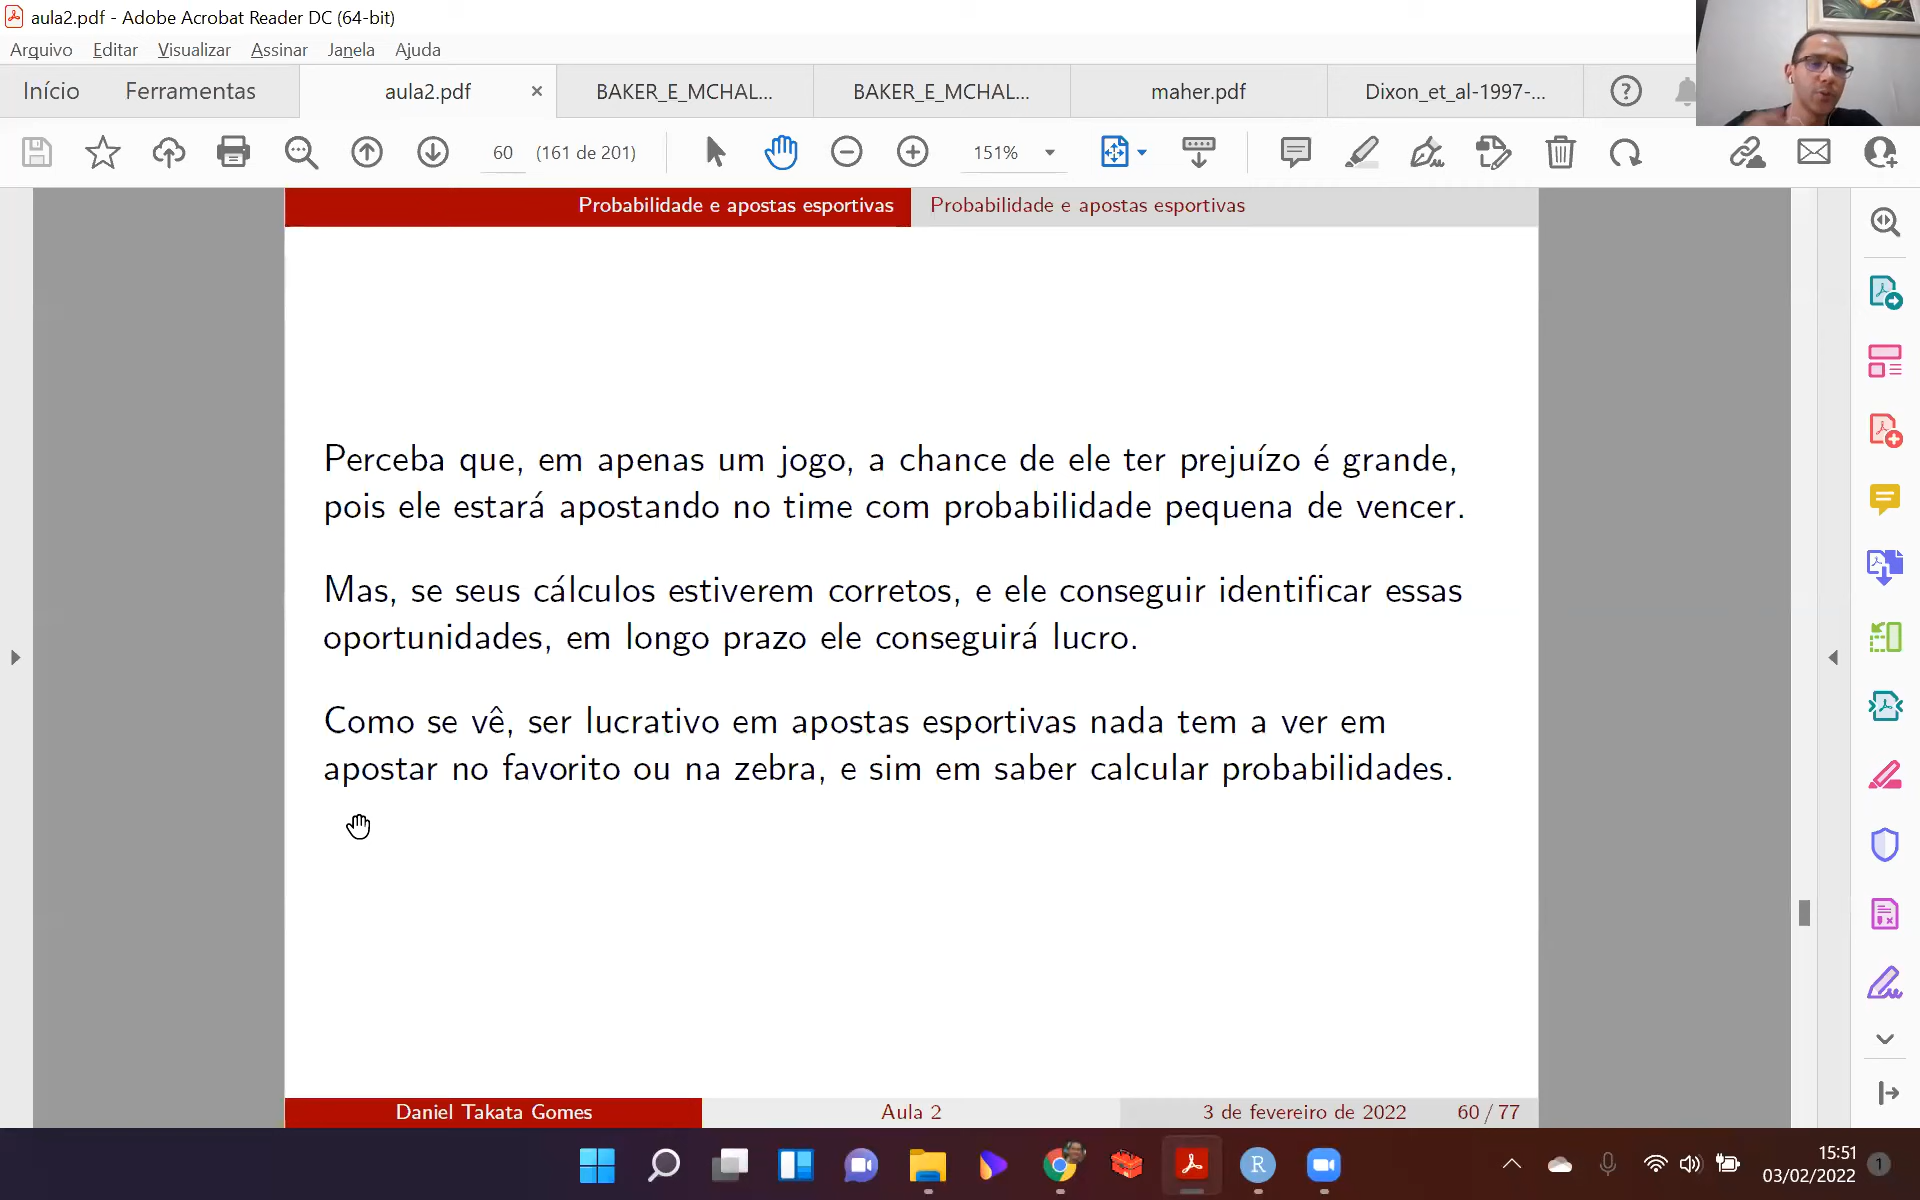 aula2.pdf - Adobe Acrobat Reader DC (64-bit)
Arquivo Editar Visualizar Assinar Janela Ajuda
Início Ferramentas aula2.pdf × BAKER_E_MCHAL... BAKER_E_MCHAL... maher.pdf Dixon_et_al-1997-...
60 (161 de 201) 151%
Probabilidade e apostas esportivas Probabilidade e apostas esportivas
Perceba que, em apenas um jogo, a chance de ele ter prejuízo é grande,
pois ele estará apostando no time com probabilidade pequena de vencer.
Mas, se seus cálculos estiverem corretos, e ele conseguir identificar essas
oportunidades, em longo prazo ele conseguirá lucro.
Como se vê, ser lucrativo em apostas esportivas nada tem a ver em
apostar no favorito ou na zebra, e sim em saber calcular probabilidades.
Daniel Takata Gomes Aula 2 3 de fevereiro de 2022 60 / 77
R
15:51
03/02/2022
1